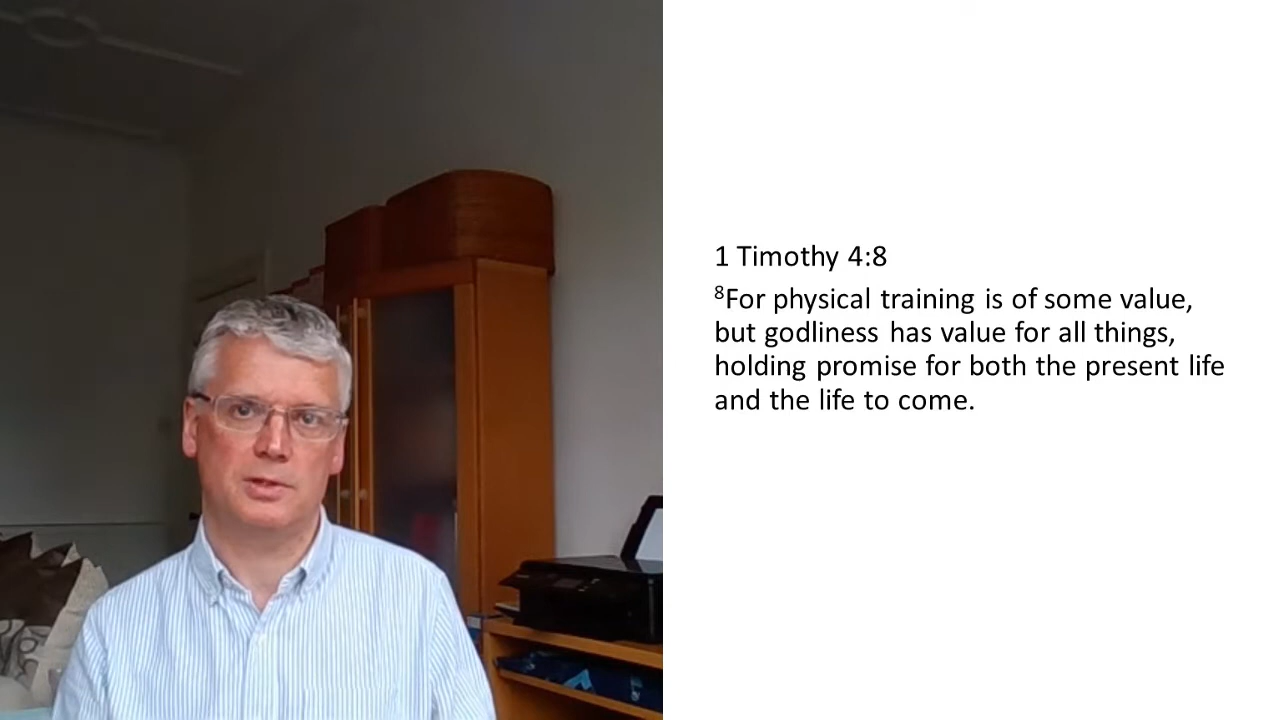 1 Timothy 4:8
⁸For physical training is of some value,
but godliness has value for all things,
holding promise for both the present life
and the life to come.